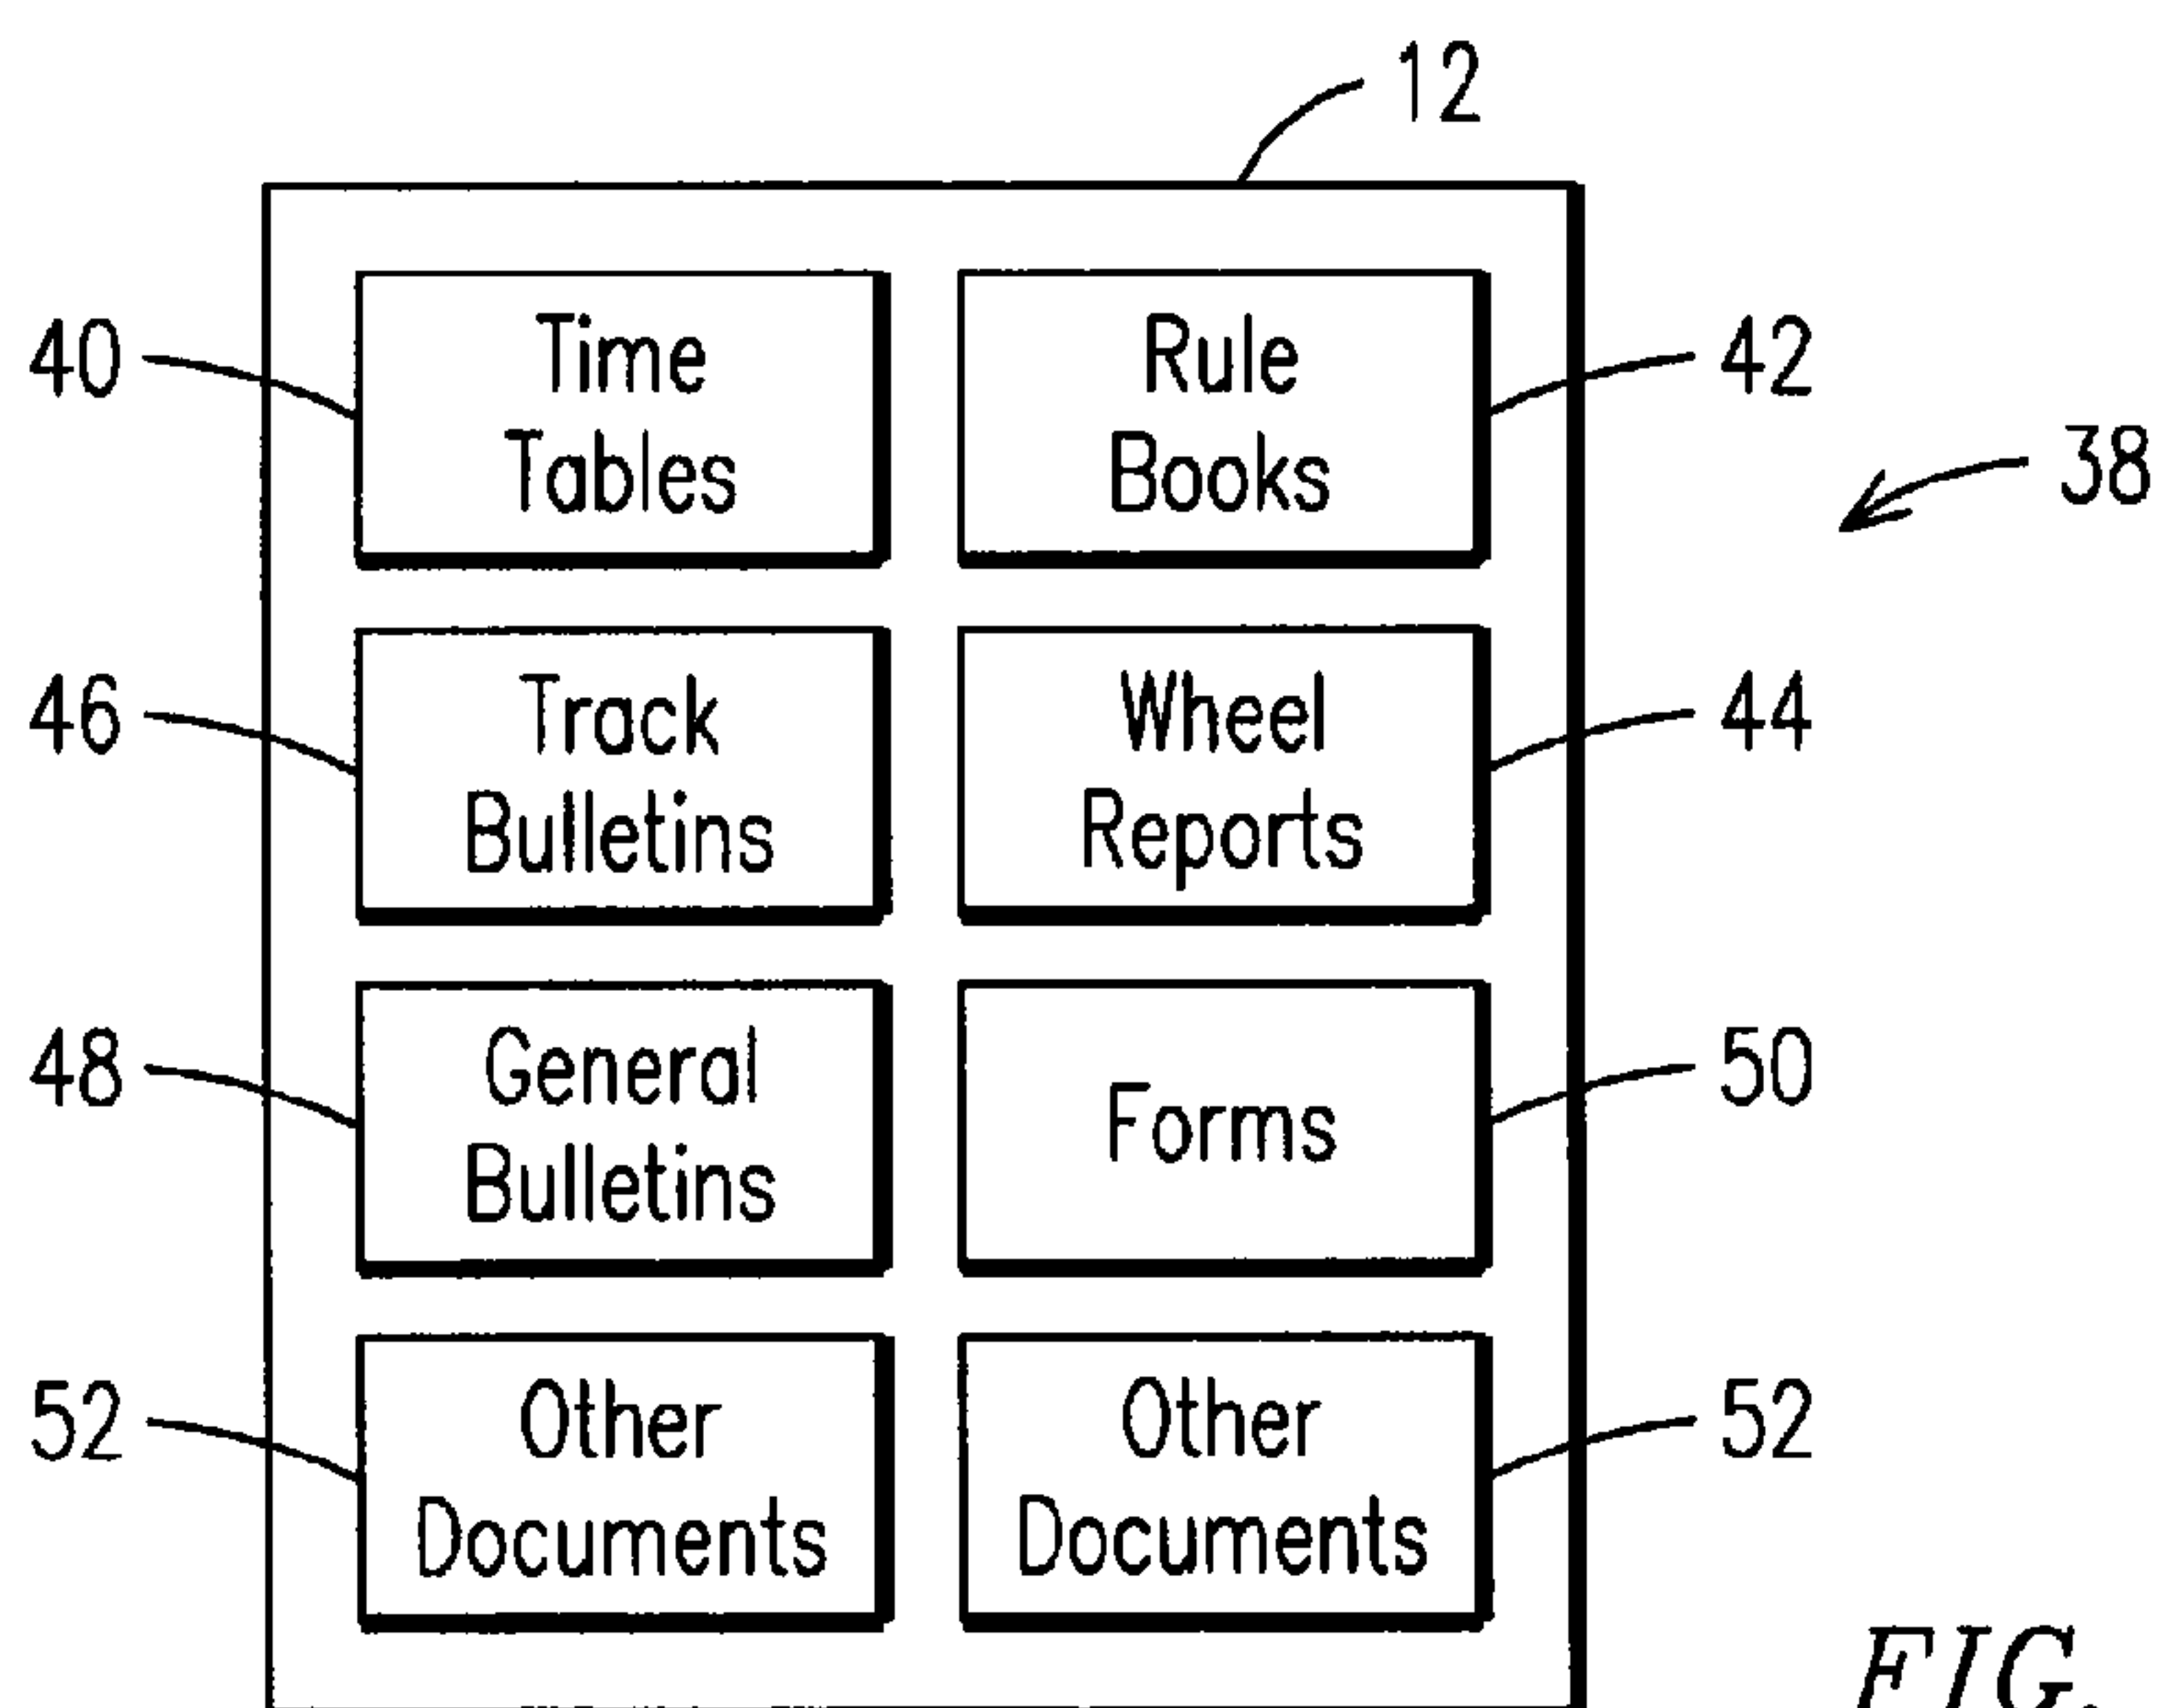 12
40
Time
Tables
Rule
Books
42
38
46
Track
Bulletins
Wheel
Reports
44
48
General
Bulletins
Forms
50
52
Other
Documents
Other
Documents
52
FIG.